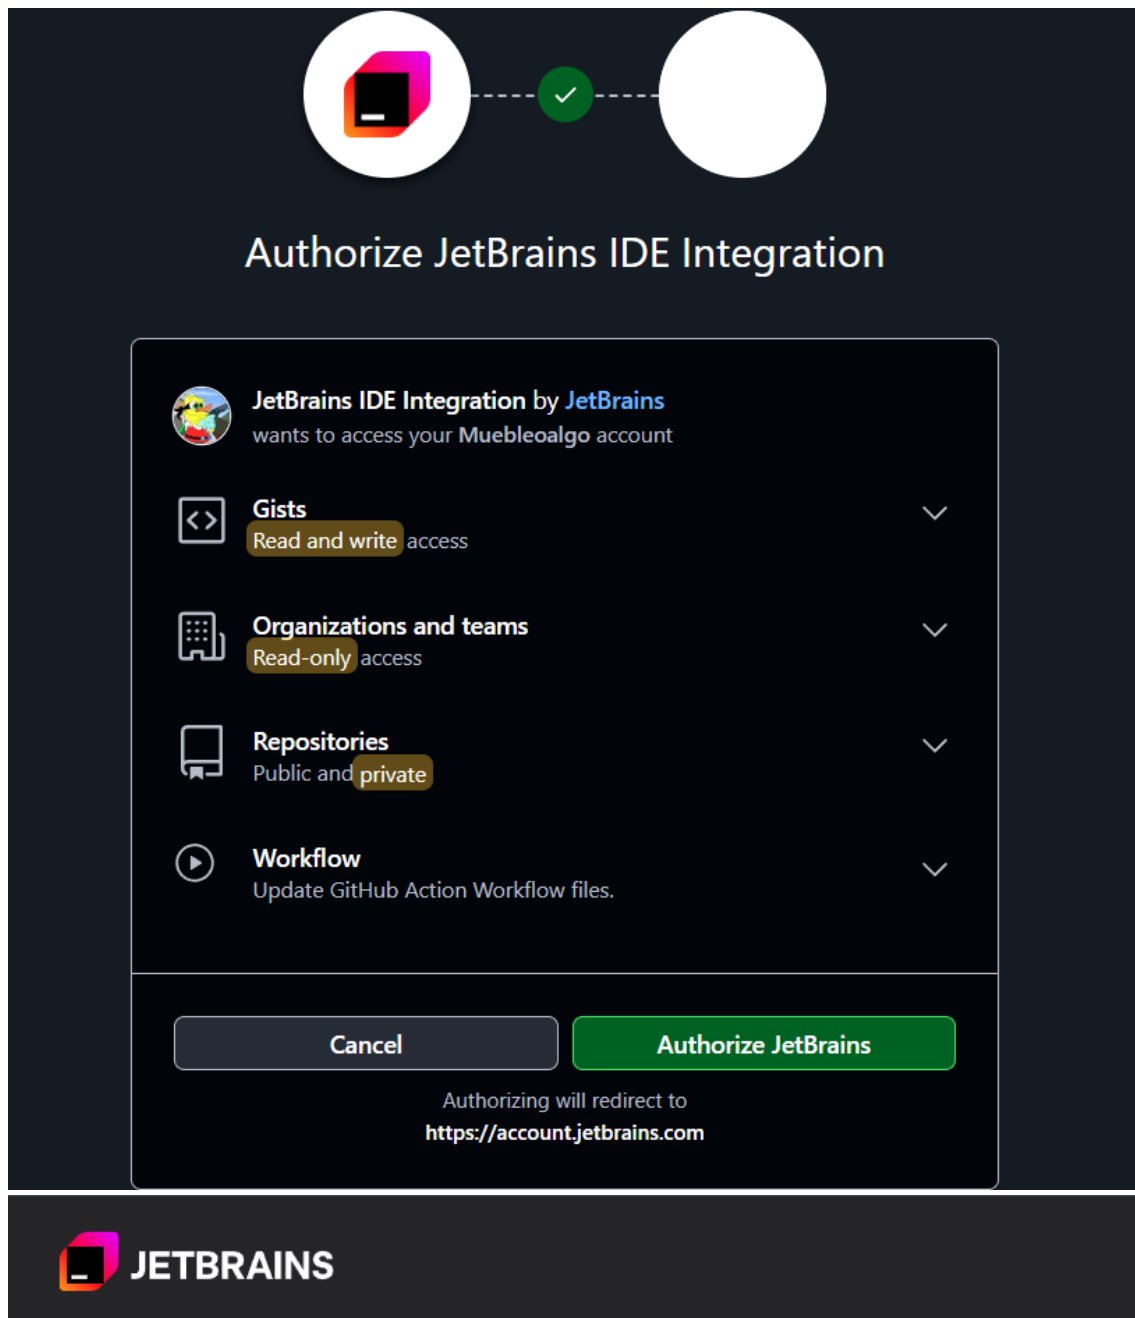 Authorize JetBrains IDE Integration
JetBrains IDE Integration by JetBrains
wants to access your Muebleoalgo account
Gists
Read and write access
Organizations and teams
Read-only access
Repositories
Public and private
Workflow
Update GitHub Action Workflow files.
Cancel
Authorize JetBrains
Authorizing will redirect to
https://account.jetbrains.com
JETBRAINS